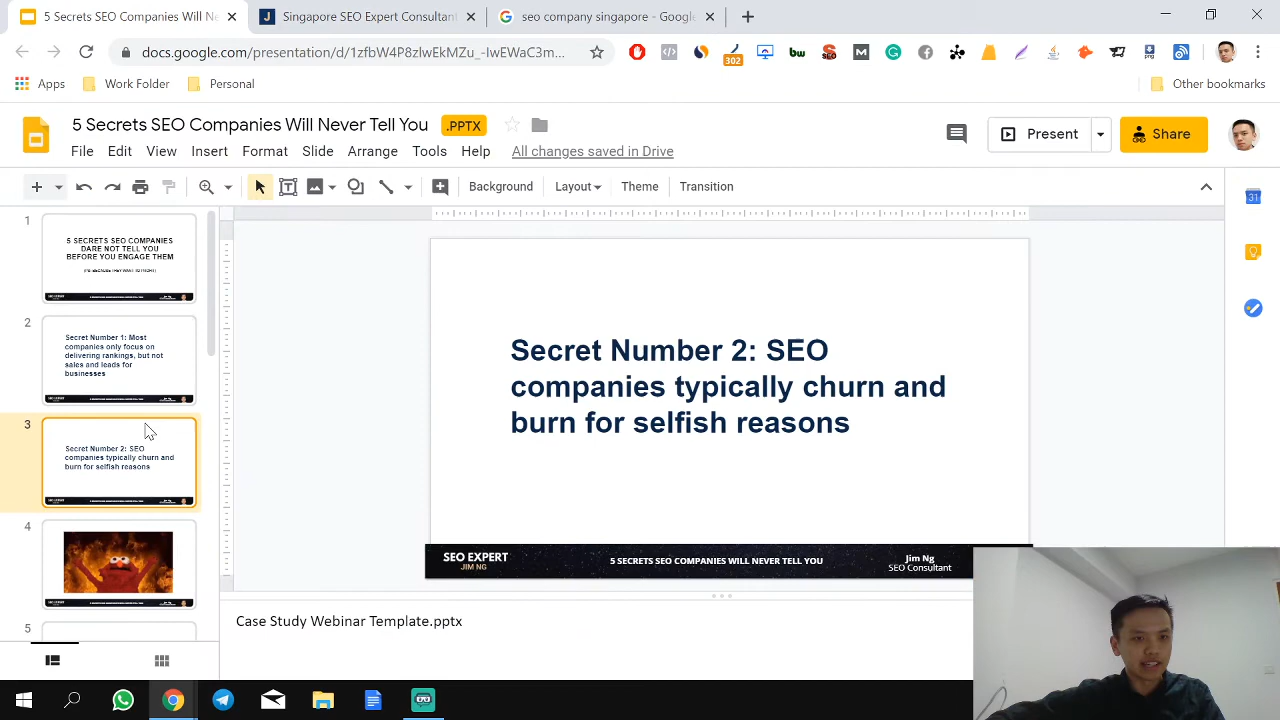 5 Secrets SEO Companies Will Ne
Singapore SEO Expert Consultant
seo company singapore - Google
docs.google.com/presentation/d/1zfbW4P8zlwEkN_Zu_-IwEWaC3m...
302
bw
SEO
M
Apps
Work Folder
Personal
Other bookmarks
5 Secrets SEO Companies Will Never Tell You
.PPTX
Present
Share
File Edit View Insert Format Slide Arrange Tools Help
All changes saved in Drive
Background Layout Theme Transition
31
1
5 SECRETS SEO COMPANIES
DARE NOT TELL YOU
BEFORE YOU ENGAGE THEM
2
Secret Number 1: Most
companies only focus on
delivering rankings, but not
sales and leads for
businesses
3
Secret Number 2: SEO
companies typically churn and
burn for selfish reasons
4
5
Secret Number 2: SEO
companies typically churn and
burn for selfish reasons
SEO EXPERT
JIM NG
5 SECRETS SEO COMPANIES WILL NEVER TELL YOU
Jim Ng
SEO Consultant
Case Study Webinar Template.pptx